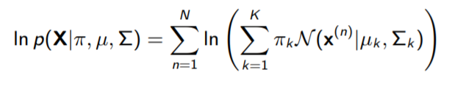 ln p(X|π, μ, Σ) = ∑_{n=1}^{N} ln ( ∑_{k=1}^{K} π_k 𝒩(x^{(n)}|μ_k, Σ_k) )